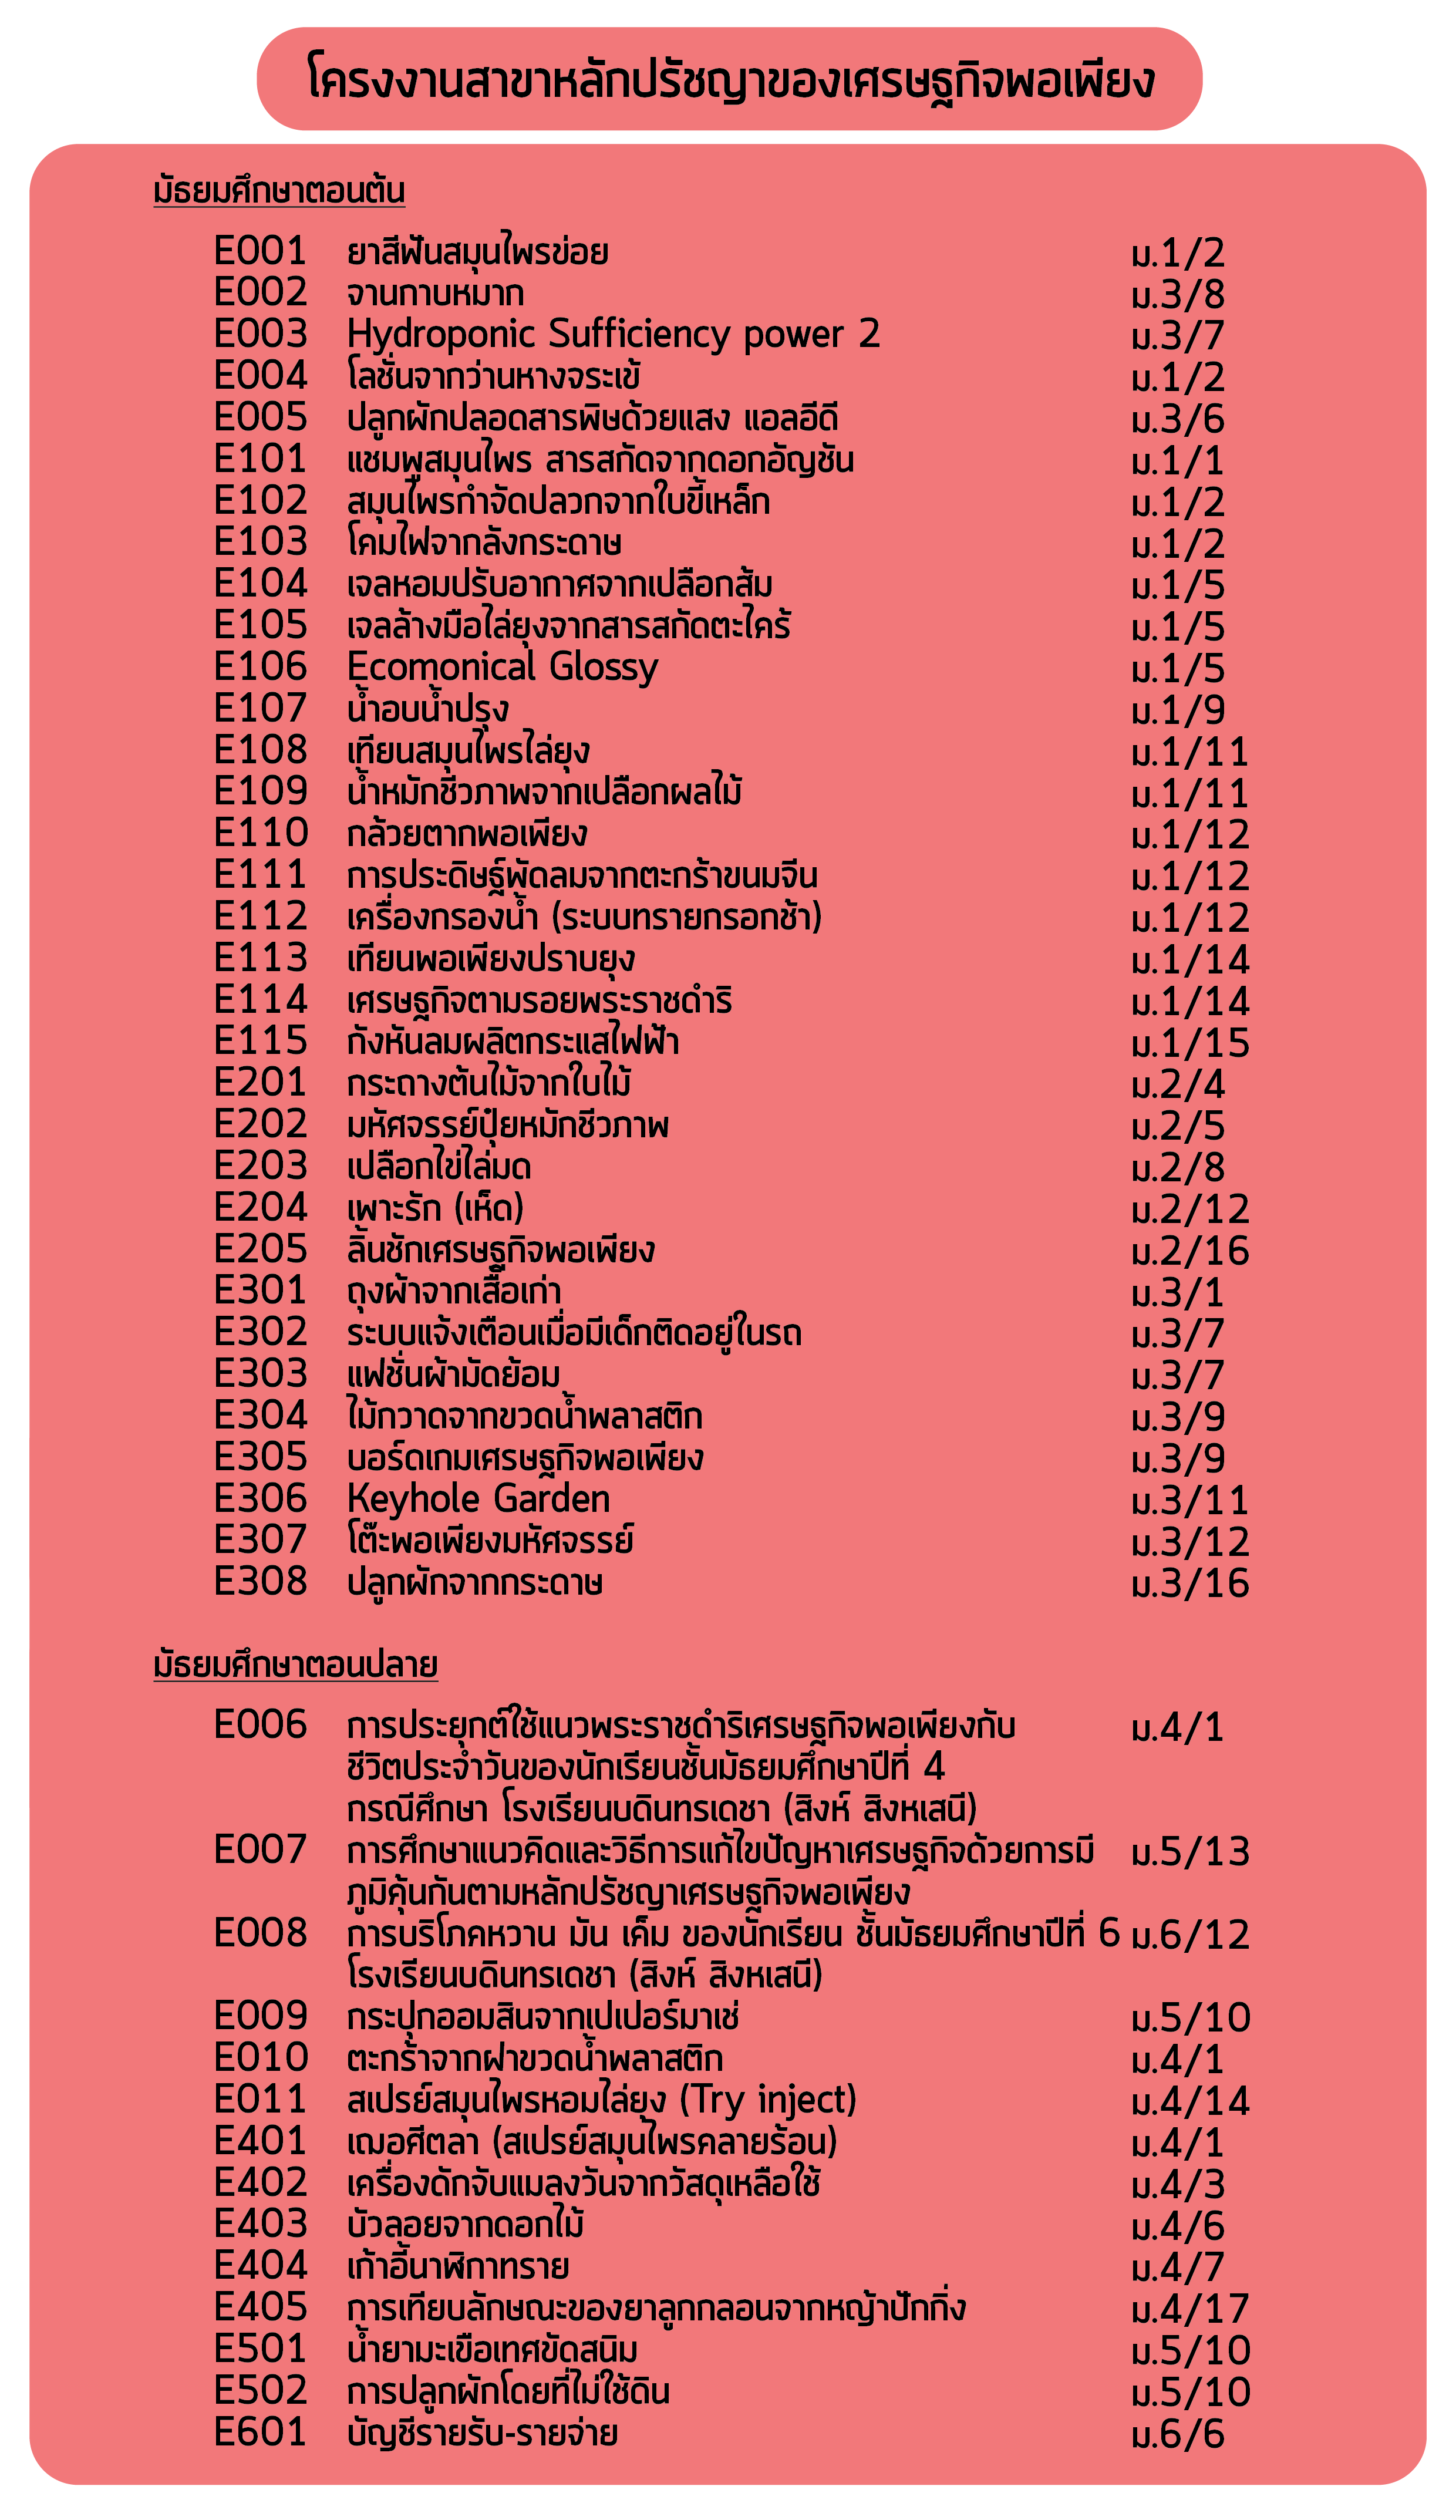 โครงงานสาขาหลักปรัชญาของเศรษฐกิจพอเพียง
มัธยมศึกษาตอนต้น
E001 ยาสีฟันสมุนไพรข่อย ม.1/2
E002 จานกาบหมาก ม.3/8
E003 Hydroponic Sufficiency power 2 ม.3/7
E004 โลชั่นจากว่านหางจระเข้ ม.1/2
E005 ปลูกผักปลอดสารพิษด้วยแสง แอลอีดี ม.3/6
E101 แชมพูสมุนไพร สารสกัดจากดอกอัญชัน ม.1/1
E102 สมุนไพรกำจัดปลวกจากใบขี้เหล็ก ม.1/2
E103 โคมไฟจากลังกระดาษ ม.1/2
E104 เจลหอมปรับอากาศจากเปลือกส้ม ม.1/5
E105 เจลล้างมือไล่ยุงจากสารสกัดตะไคร้ ม.1/5
E106 Ecomonical Glossy ม.1/5
E107 น้ำอบน้ำปรุง ม.1/9
E108 เทียนสมุนไพรไล่ยุง ม.1/11
E109 น้ำหมักชีวภาพจากเปลือกผลไม้ ม.1/11
E110 กล้วยตากพอเพียง ม.1/12
E111 การประดิษฐ์พัดลมจากตะกร้าขนมจีน ม.1/12
E112 เครื่องกรองน้ำ (ระบบทรายกรอกช้า) ม.1/12
E113 เทียนพอเพียงปราบยุง ม.1/14
E114 เศรษฐกิจตามรอยพระราชดำริ ม.1/14
E115 กังหันลมผลิตกระแสไฟฟ้า ม.1/15
E201 กระถางต้นไม้จากใบไม้ ม.2/4
E202 มหัศจรรย์ปุ๋ยหมักชีวภาพ ม.2/5
E203 เปลือกไข่ไล่มด ม.2/8
E204 เพาะรัก (เห็ด) ม.2/12
E205 ลิ้นชักเศรษฐกิจพอเพียง ม.2/16
E301 ถุงผ้าจากเสื้อเก่า ม.3/1
E302 ระบบแจ้งเตือนเมื่อมีเด็กติดอยู่ในรถ ม.3/7
E303 แฟชั่นผ้ามัดย้อม ม.3/7
E304 ไม้กวาดจากขวดน้ำพลาสติก ม.3/9
E305 บอร์ดเกมเศรษฐกิจพอเพียง ม.3/9
E306 Keyhole Garden ม.3/11
E307 โต๊ะพอเพียงมหัศจรรย์ ม.3/12
E308 ปลูกผักจากกระดาษ ม.3/16
มัธยมศึกษาตอนปลาย
E006 การประยุกต์ใช้แนวพระราชดำริเศรษฐกิจพอเพียงกับ ม.4/1
ชีวิตประจำวันของนักเรียนชั้นมัธยมศึกษาปีที่ 4
กรณีศึกษา โรงเรียนบดินทรเดชา (สิงห์ สิงหเสนี)
E007 การศึกษาแนวคิดและวิธีการแก้ไขปัญหาเศรษฐกิจด้วยการมี ม.5/13
ภูมิคุ้นกันตามหลักปรัชญาเศรษฐกิจพอเพียง
E008 การบริโภคหวาน มัน เค็ม ของนักเรียน ชั้นมัธยมศึกษาปีที่ 6 ม.6/12
โรงเรียนบดินทรเดชา (สิงห์ สิงหเสนี)
E009 กระปุกออมสินจากเปเปอร์มาเช่ ม.5/10
E010 ตะกร้าจากฝาขวดน้ำพลาสติก ม.4/1
E011 สเปรย์สมุนไพรหอมไล่ยุง (Try inject) ม.4/14
E401 เฌอศีตลา (สเปรย์สมุนไพรคลายร้อน) ม.4/1
E402 เครื่องดักจับแมลงวันจากวัสดุเหลือใช้ ม.4/3
E403 บัวลอยจากดอกไม้ ม.4/6
E404 เก้าอี้นาฬิกาทราย ม.4/7
E405 การเทียบลักษณะของยาลูกกลอนจากหญ้าปักกิ่ง ม.4/17
E501 น้ำยามะเขือเทศขัดสนิม ม.5/10
E502 การปลูกผักโดยที่ไม่ใช้ดิน ม.5/10
E601 บัญชีรายรับ-รายจ่าย ม.6/6